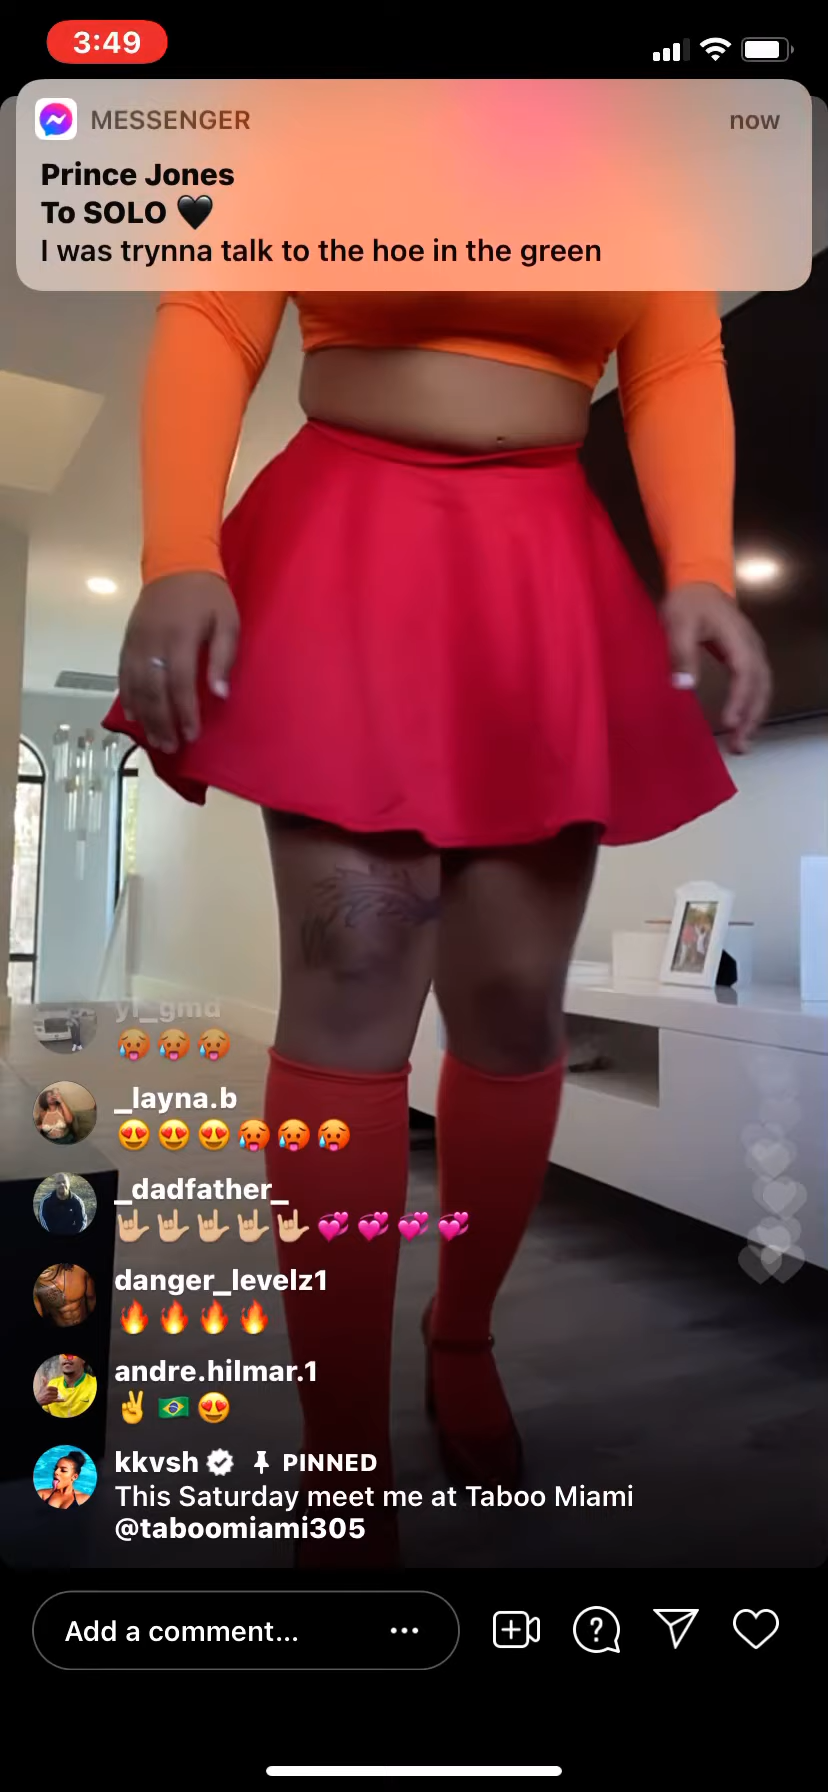 3:49
MESSENGER
now
Prince Jones
To SOLO 🖤
I was trynna talk to the hoe in the green
yl_gmd
🥵🥵🥵
_layna.b
😍😍😍🥵🥵🥵
_dadfather_
🤟🏼🤟🏼🤟🏼🤟🏼🤟🏼💞💞💞💞
danger_levelz1
🔥🔥🔥🔥
andre.hilmar.1
✌️🇧🇷😍
kkvsh PINNED
This Saturday meet me at Taboo Miami
@taboomiami305
Add a comment...